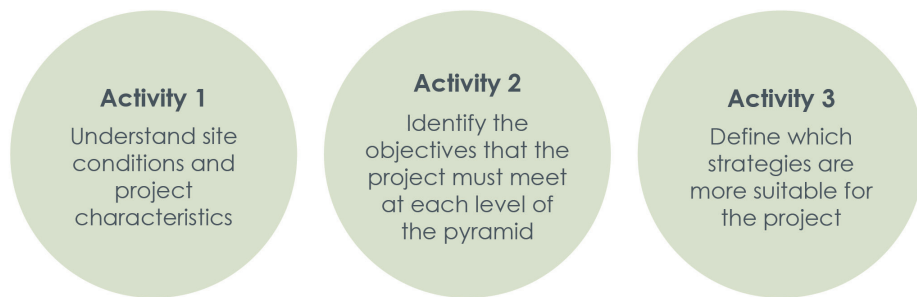 Activity 1
Understand site
conditions and
project
characteristics
Activity 2
Identify the
objectives that the
project must meet
at each level of
the pyramid
Activity 3
Define which
strategies are
more suitable for
the project